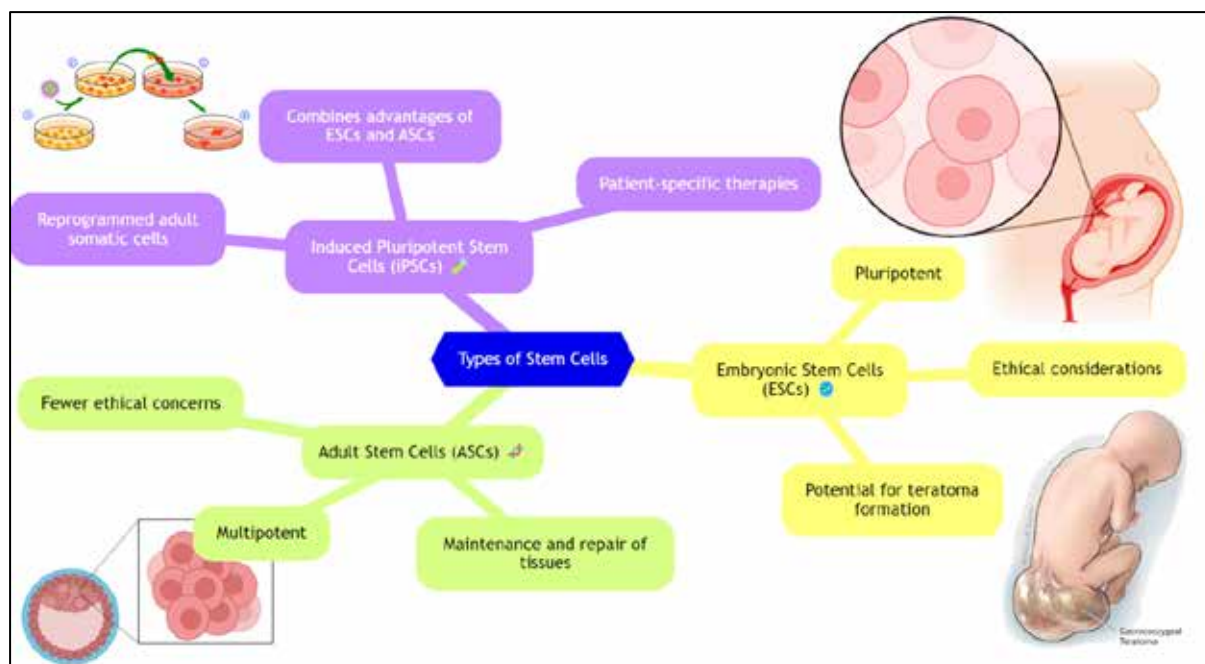 Combines advantages of
ESCs and ASCs
Patient-specific therapies
Reprogrammed adult
somatic cells
Induced Pluripotent Stem
Cells (iPSCs)
Pluripotent
Types of Stem Cells
Embryonic Stem Cells
(ESCs)
Ethical considerations
Fewer ethical concerns
Adult Stem Cells (ASCs)
Potential for teratoma
formation
Multipotent
Maintenance and repair of
tissues
Sacrococcygeal
Teratoma